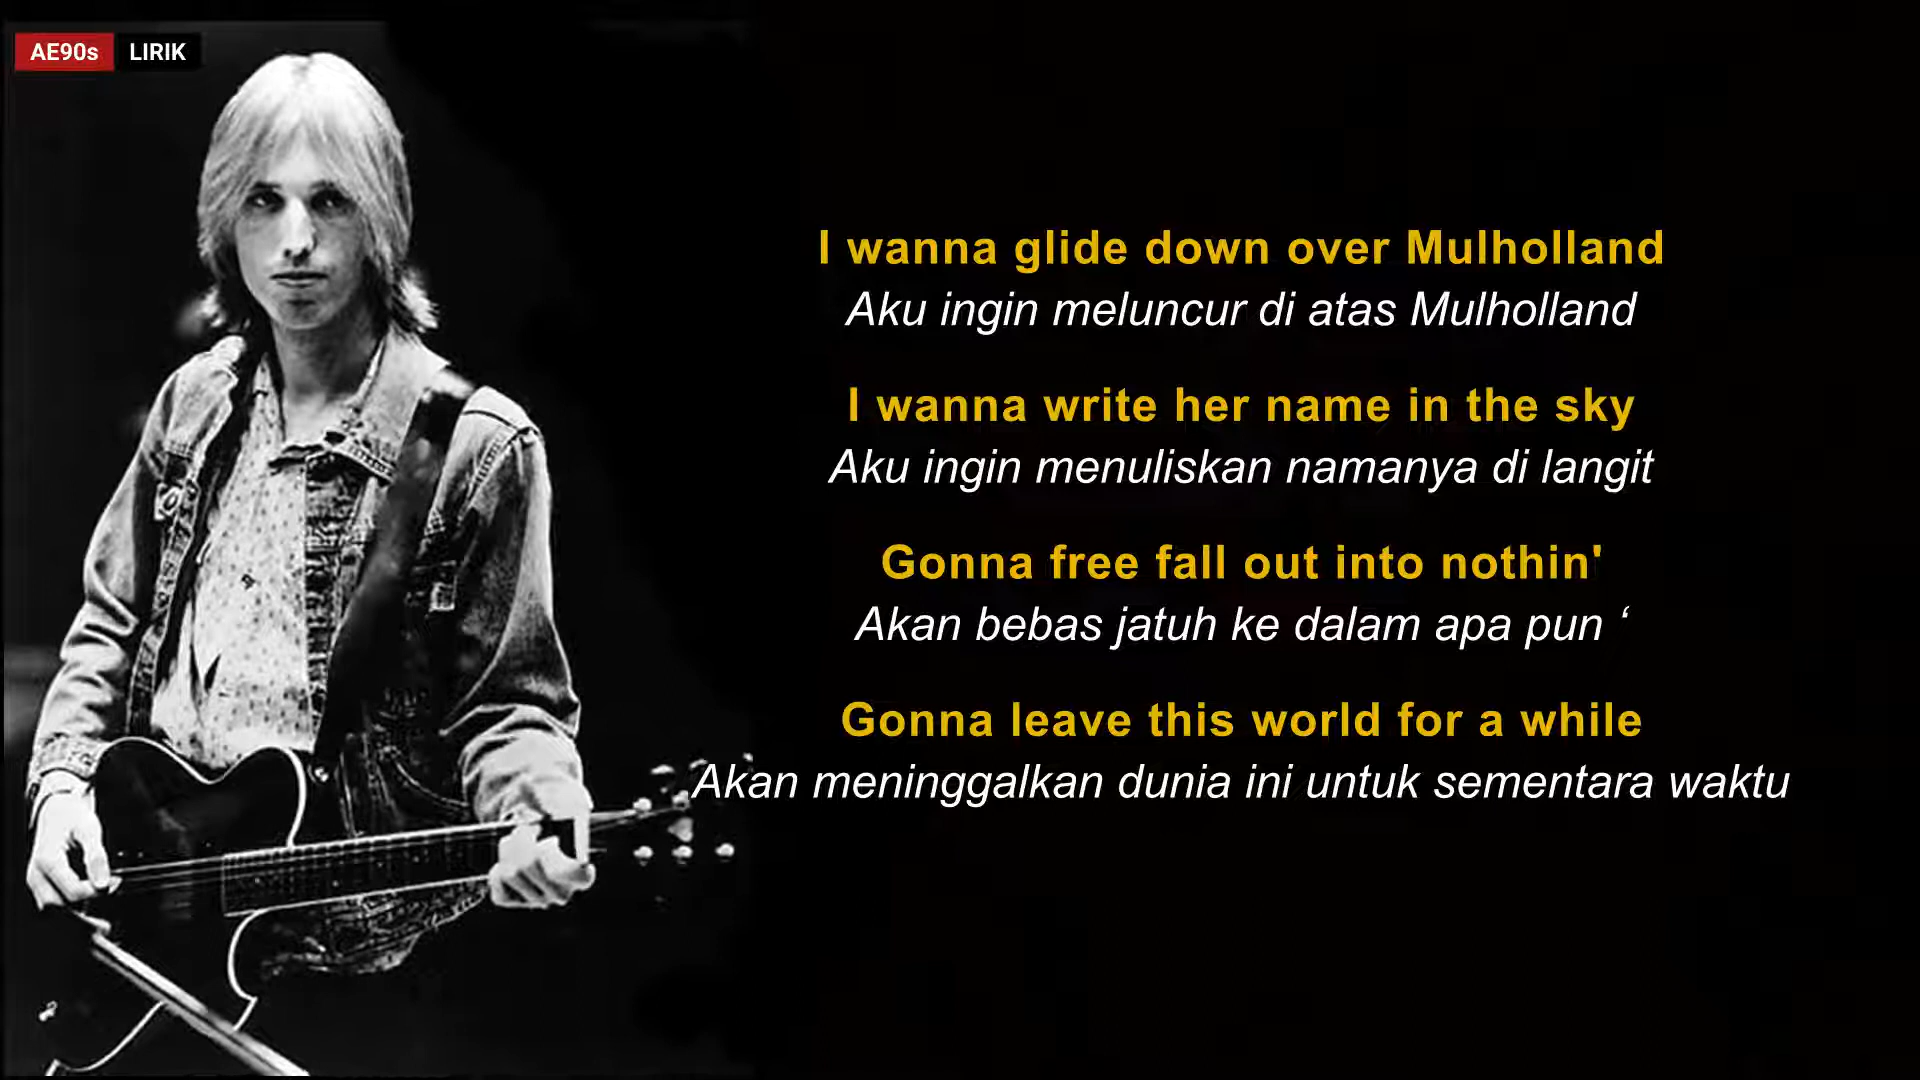 AE90s LIRIK
I wanna glide down over Mulholland
Aku ingin meluncur di atas Mulholland
I wanna write her name in the sky
Aku ingin menuliskan namanya di langit
Gonna free fall out into nothin'
Akan bebas jatuh ke dalam apa pun ‘
Gonna leave this world for a while
Akan meninggalkan dunia ini untuk sementara waktu